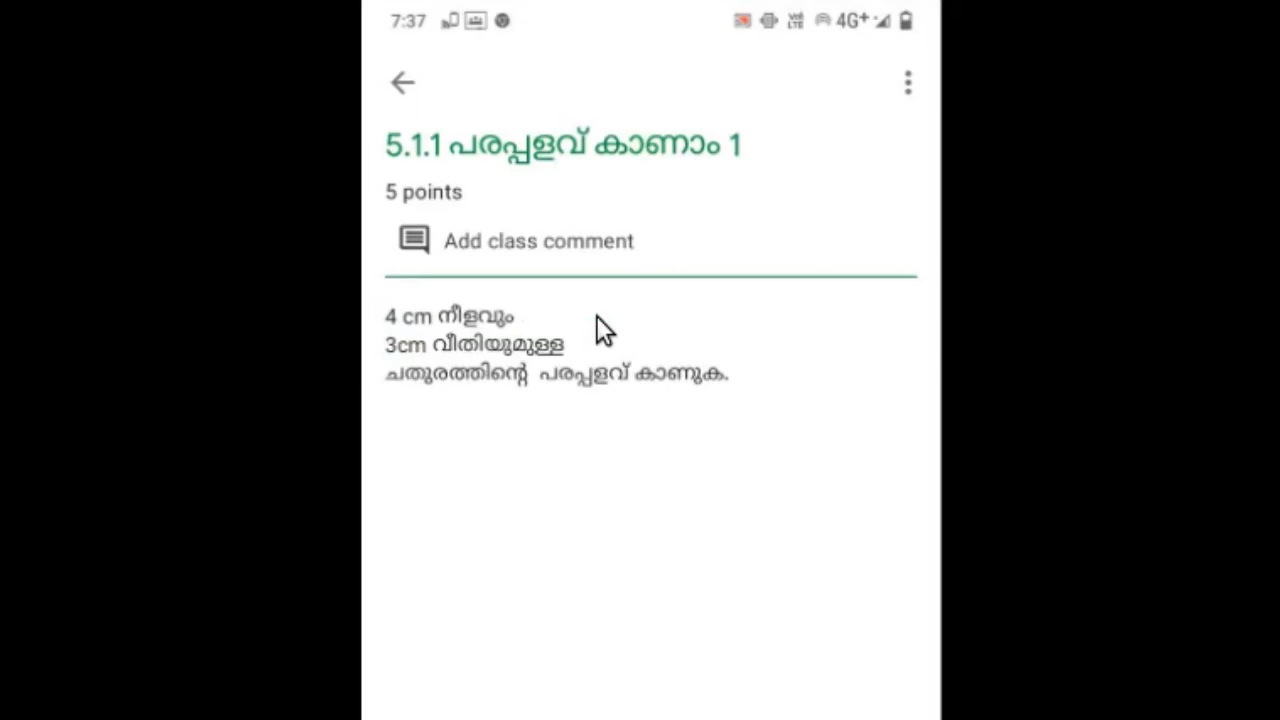 7:37 4G+
5.1.1 പരപ്പളവ് കാണാം 1
5 points
Add class comment
4 cm നീളവും
3cm വീതിയുമുള്ള
ചതുരത്തിന്റെ പരപ്പളവ് കാണുക.